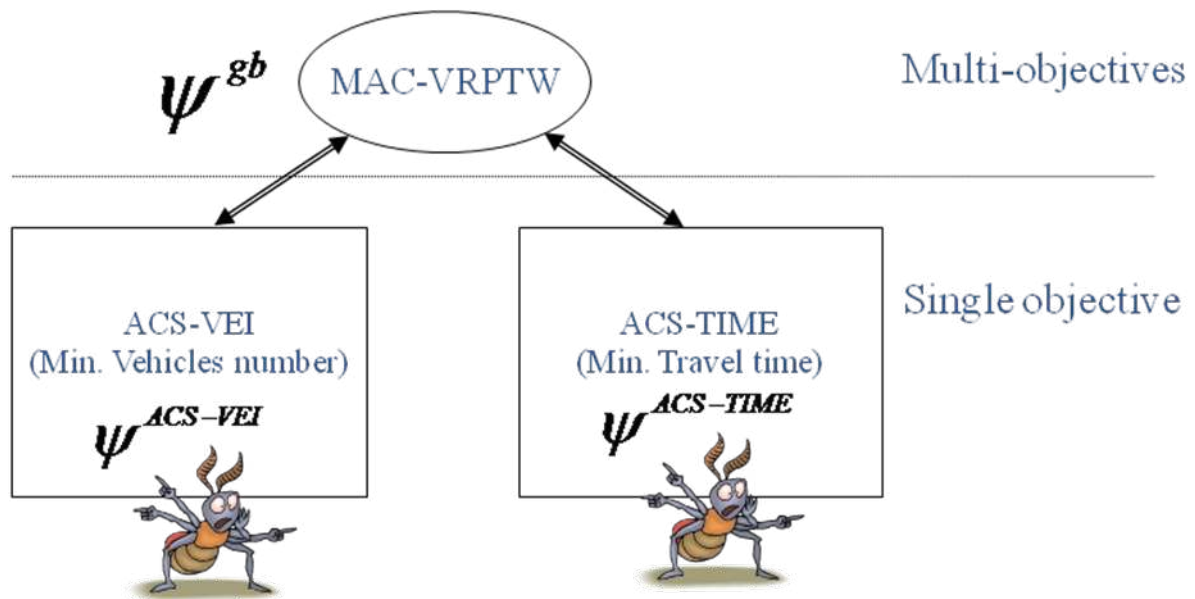 ψ^gb
MAC-VRPTW
Multi-objectives
ACS-VEI
(Min. Vehicles number)
ψ^ACS–VEI
ACS-TIME
(Min. Travel time)
ψ^ACS–TIME
Single objective